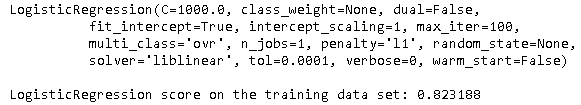 LogisticRegression(C=1000.0, class_weight=None, dual=False,
fit_intercept=True, intercept_scaling=1, max_iter=100,
multi_class='ovr', n_jobs=1, penalty='l1', random_state=None,
solver='liblinear', tol=0.0001, verbose=0, warm_start=False)
LogisticRegression score on the training data set: 0.823188